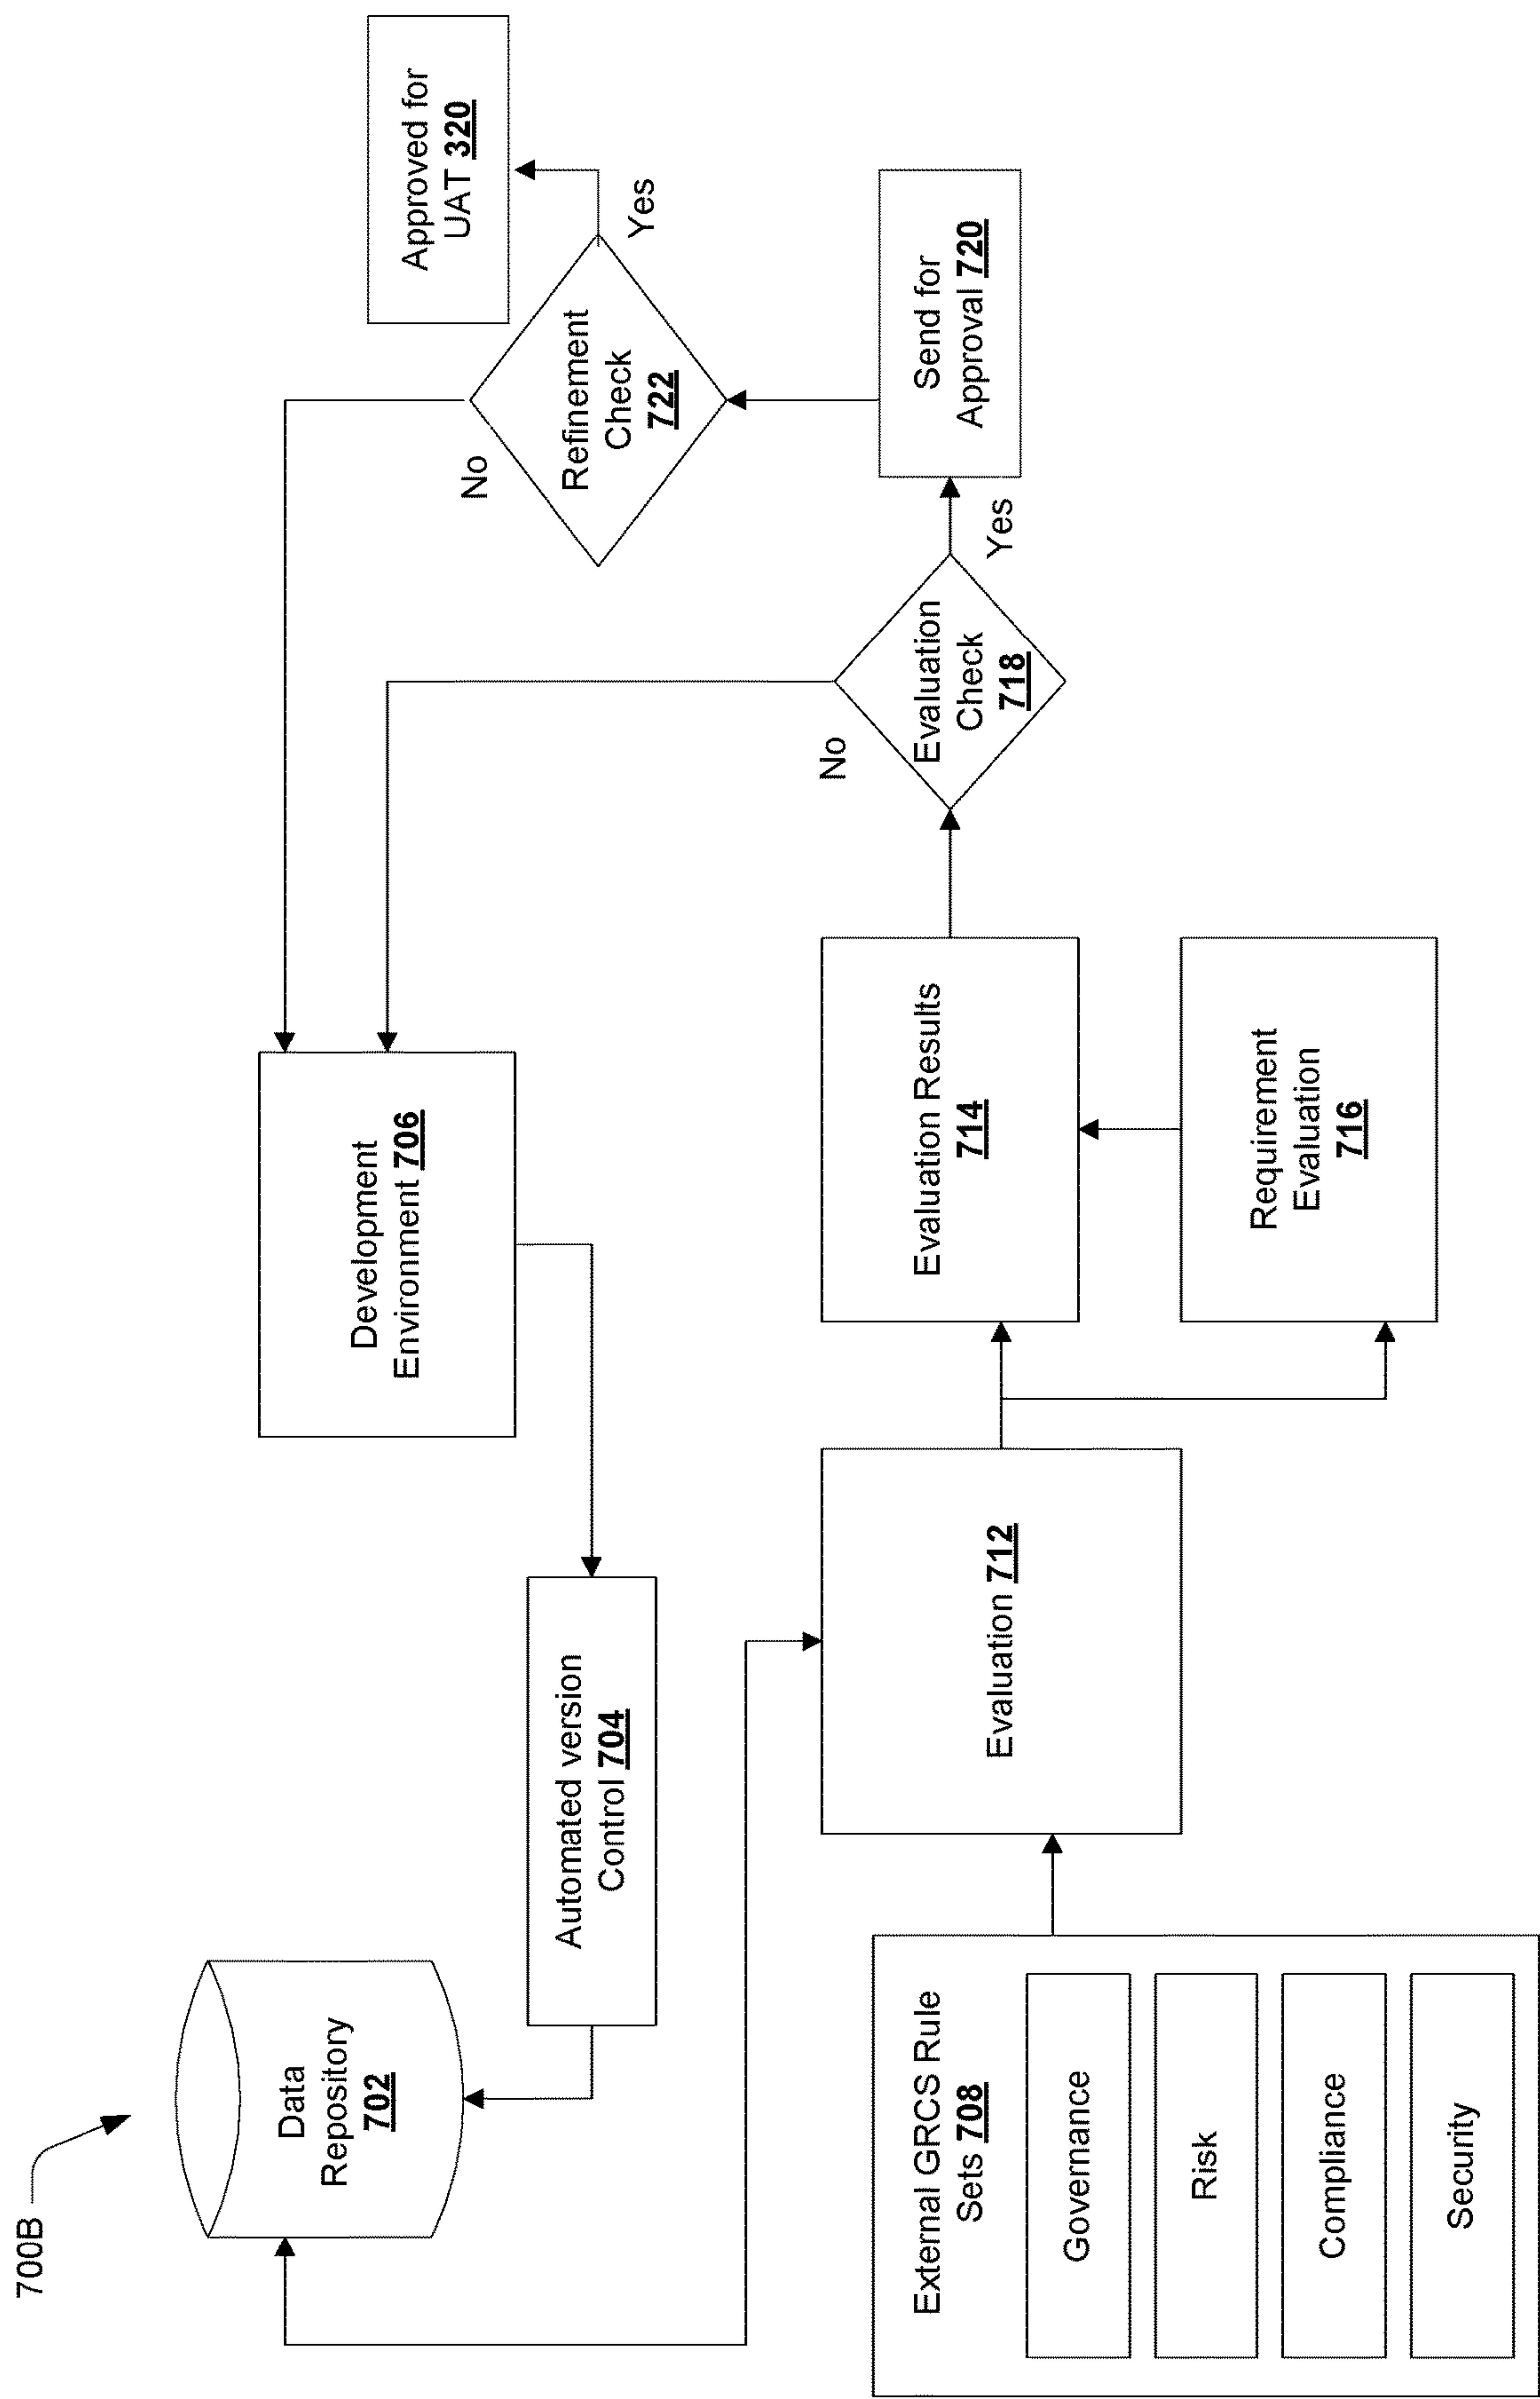 700B
Data
Repository
702
Automated version
Control 704
Development
Environment 706
External GRCS Rule
Sets 708
Governance
Risk
Compliance
Security
Evaluation 712
Evaluation Results
714
Requirement
Evaluation
716
Evaluation
Check
718
No
Yes
Send for
Approval 720
Refinement
Check
722
No
Yes
Approved for
UAT 320